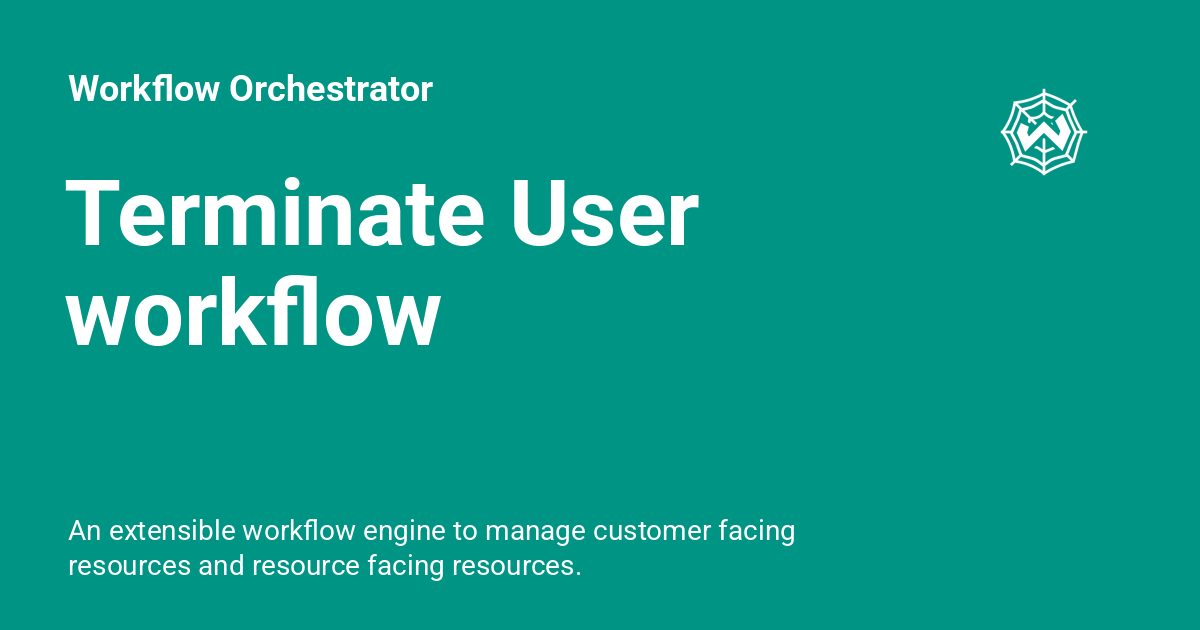 Workflow Orchestrator
Terminate User
workflow
An extensible workflow engine to manage customer facing
resources and resource facing resources.